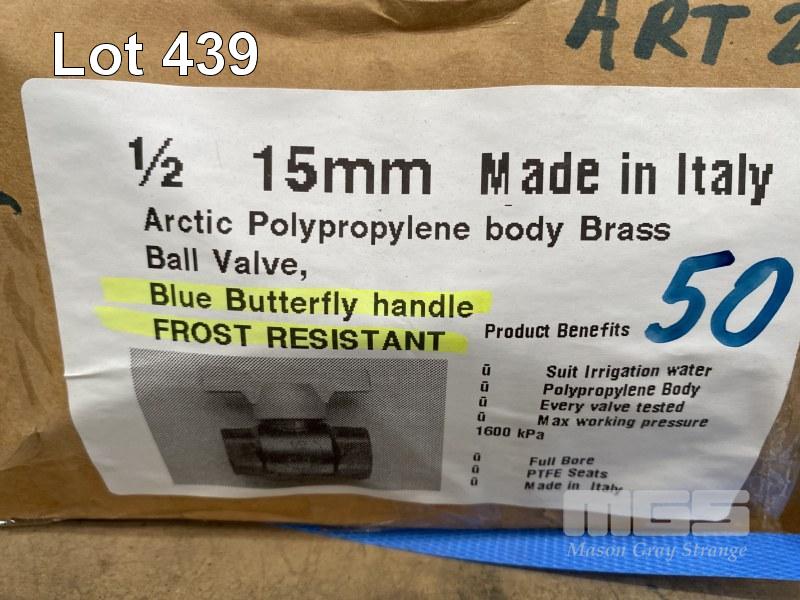 Lot 439
ART 2
1/2 15mm Made in Italy
Arctic Polypropylene body Brass
Ball Valve,
Blue Butterfly handle
FROST RESISTANT
50
Product Benefits
ü Suit Irrigation water
ü Polypropylene Body
ü Every valve tested
ü Max working pressure
1600 kPa
ü Full Bore
ü PTFE Seats
ü Made in Italy
MGS
Mason Gray Strange